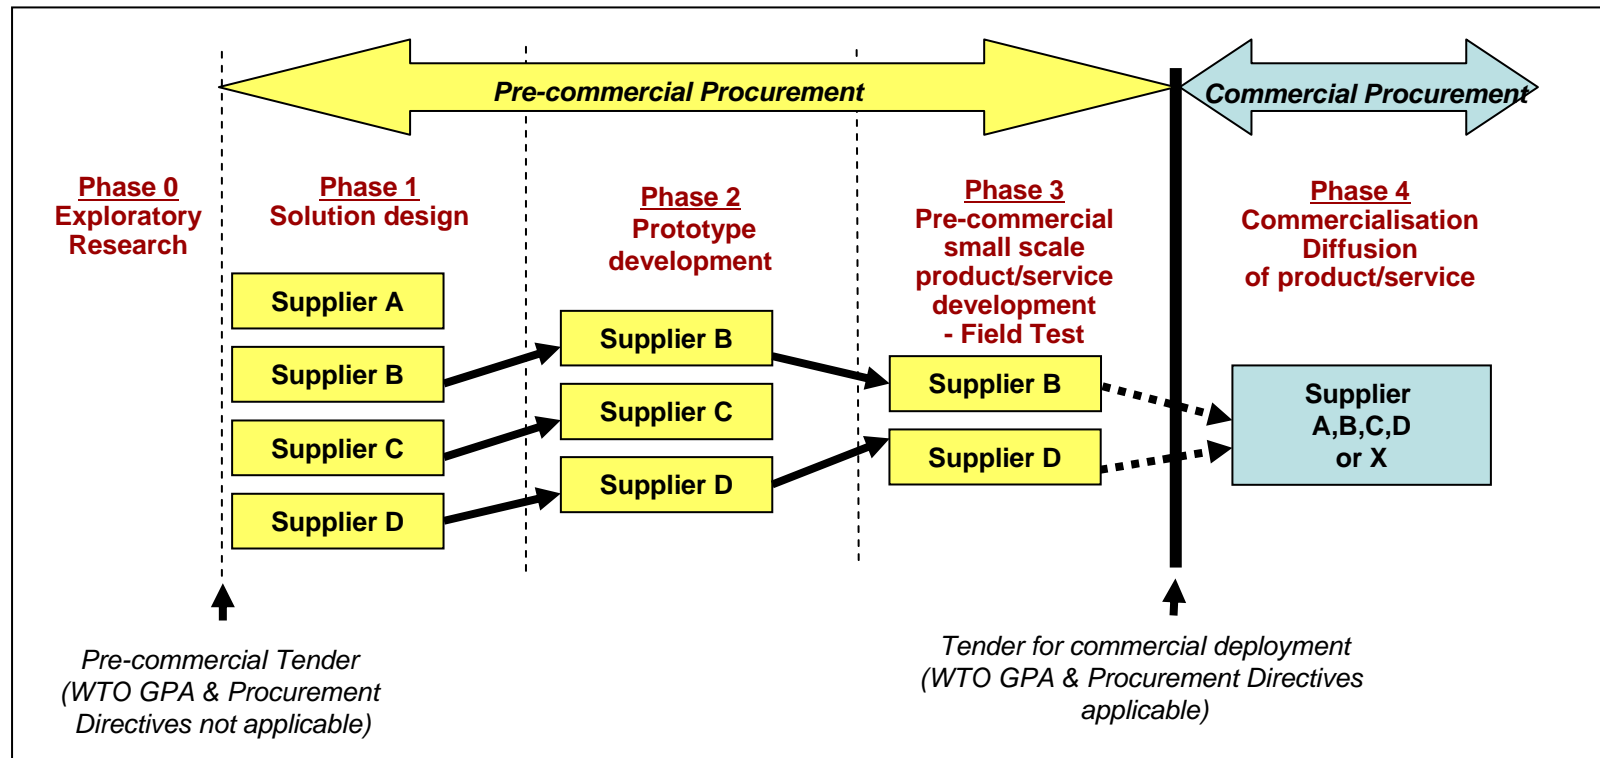 Pre-commercial Procurement
Commercial Procurement
Phase 0
Exploratory
Research
Phase 1
Solution design
Phase 2
Prototype
development
Phase 3
Pre-commercial
small scale
product/service
development
- Field Test
Phase 4
Commercialisation
Diffusion
of product/service
Supplier A
Supplier B
Supplier C
Supplier D
Supplier B
Supplier C
Supplier D
Supplier B
Supplier D
Supplier
A,B,C,D
or X
Pre-commercial Tender
(WTO GPA & Procurement
Directives not applicable)
Tender for commercial deployment
(WTO GPA & Procurement Directives
applicable)